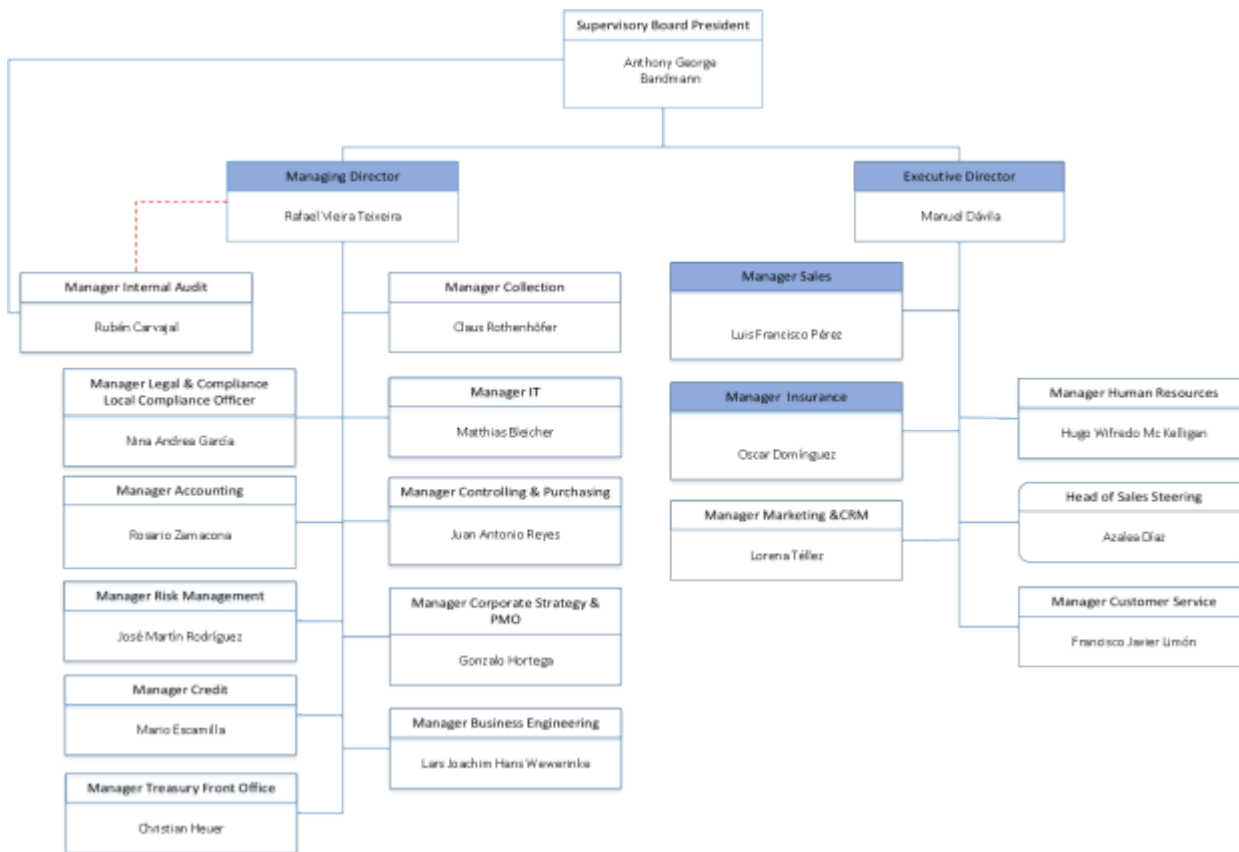 Supervisory Board President
Anthony George
Bandmann
Managing Director
Rafael Vieira Teixeira
Executive Director
Manuel Dávila
Manager Internal Audit
Rubén Carvajal
Manager Collection
Claus Rothenhöfer
Manager Sales
Luis Francisco Pérez
Manager Legal & Compliance
Local Compliance Officer
Nina Andrea García
Manager IT
Matthias Bleicher
Manager Insurance
Oscar Domínguez
Manager Human Resources
Hugo Wifredo Mc Kelligan
Manager Accounting
Rosario Zamacona
Manager Controlling & Purchasing
Juan Antonio Reyes
Manager Marketing &CRM
Lorena Téllez
Head of Sales Steering
Azalea Díaz
Manager Risk Management
José Martín Rodríguez
Manager Corporate Strategy &
PMO
Gonzalo Hortega
Manager Customer Service
Francisco Javier Limón
Manager Credit
Mario Escamilla
Manager Business Engineering
Lars Joachim Hans Wewerinke
Manager Treasury Front Office
Christian Heuer